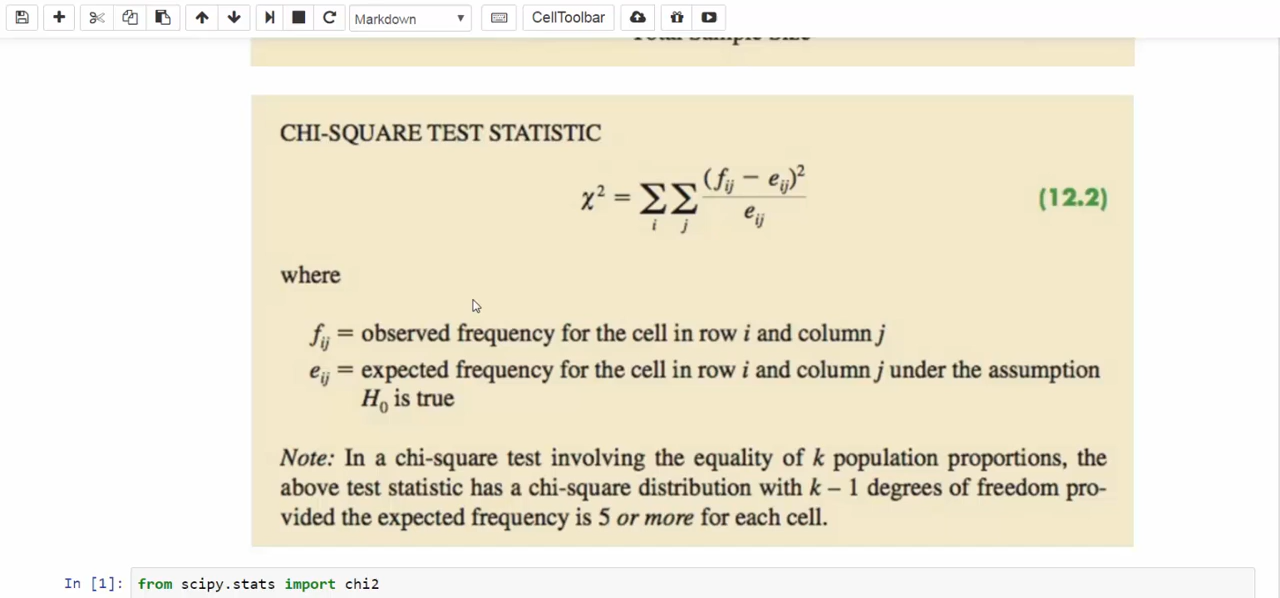 Markdown
CellToolbar
Total Sample Size
CHI-SQUARE TEST STATISTIC
χ² = ∑i ∑j (fij − eij)² / eij
(12.2)
where
fij = observed frequency for the cell in row i and column j
eij = expected frequency for the cell in row i and column j under the assumption
H₀ is true
Note: In a chi-square test involving the equality of k population proportions, the
above test statistic has a chi-square distribution with k – 1 degrees of freedom pro-
vided the expected frequency is 5 or more for each cell.
In [1]: from scipy.stats import chi2